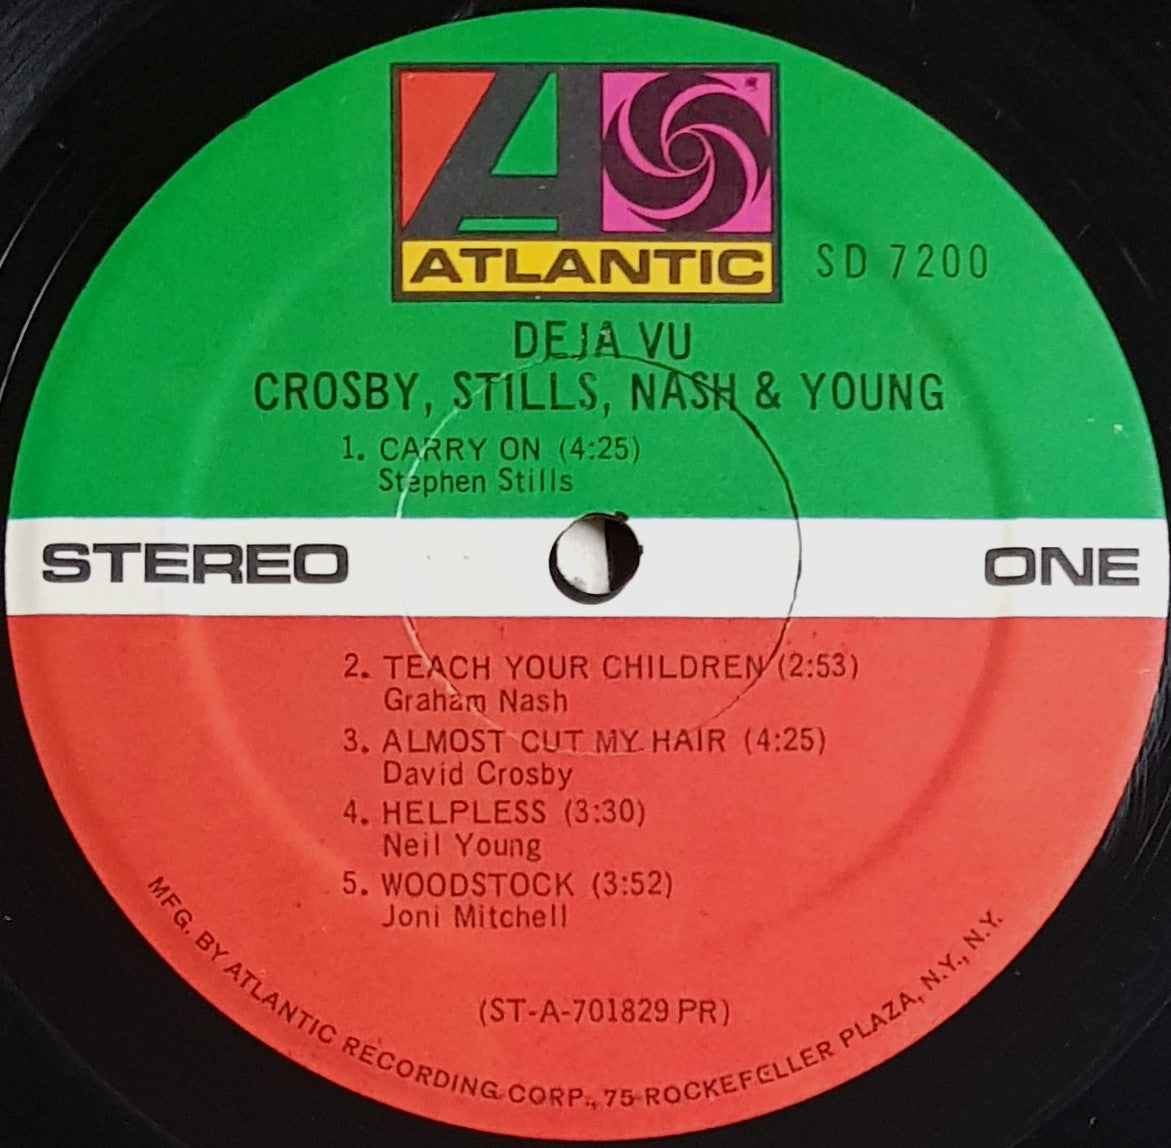 ATLANTIC
SD 7200
DEJA VU
CROSBY, STILLS, NASH & YOUNG
1. CARRY ON (4:25)
Stephen Stills
STEREO
ONE
2. TEACH YOUR CHILDREN (2:53)
Graham Nash
3. ALMOST CUT MY HAIR (4:25)
David Crosby
4. HELPLESS (3:30)
Neil Young
5. WOODSTOCK (3:52)
Joni Mitchell
(ST-A-701829 PR)
MFG. BY ATLANTIC RECORDING CORP., 75 ROCKEFELLER PLAZA, N.Y., N.Y.